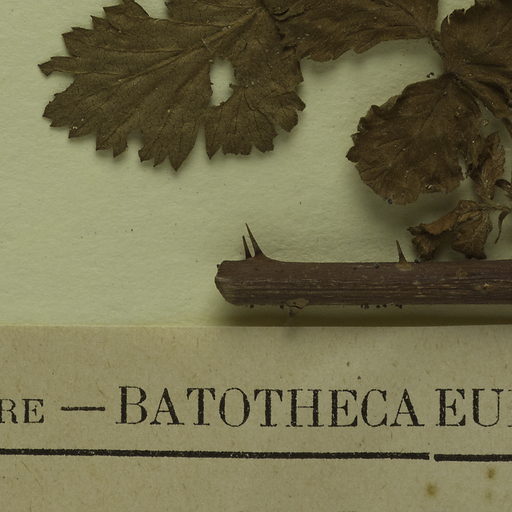 RE — BATOTHECA EU